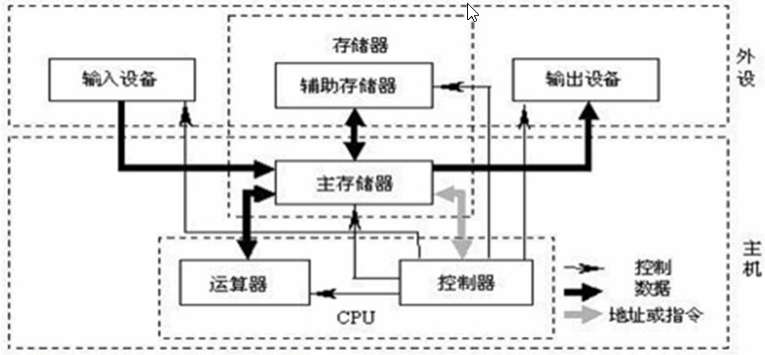 存储器
输入设备
辅助存储器
输出设备
外设
主存储器
主机
运算器
控制器
CPU
控制
数据
地址或指令